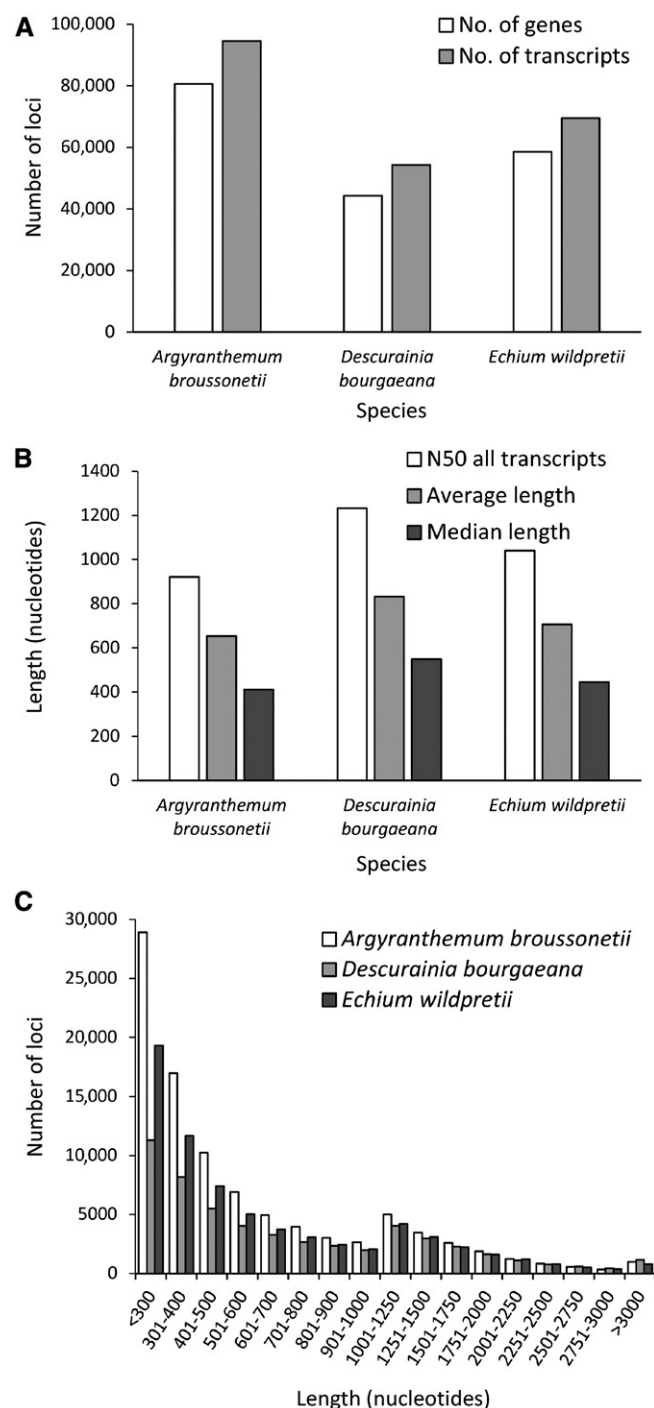 A
Number of loci
100,000
80,000
60,000
40,000
20,000
0
No. of genes
No. of transcripts
Argyranthemum
broussonetii
Descurainia
bourgaeana
Echium wildpretii
Species
B
Length (nucleotides)
1400
1200
1000
800
600
400
200
0
N50 all transcripts
Average length
Median length
Argyranthemum
broussonetii
Descurainia
bourgaeana
Echium wildpretii
Species
C
Number of loci
30,000
25,000
20,000
15,000
10,000
5000
0
Argyranthemum broussonetii
Descurainia bourgaeana
Echium wildpretii
<300
301-400
401-500
501-600
601-700
701-800
801-900
901-1000
1001-1250
1251-1500
1501-1750
1751-2000
2001-2250
2251-2500
2501-2750
2751-3000
>3000
Length (nucleotides)